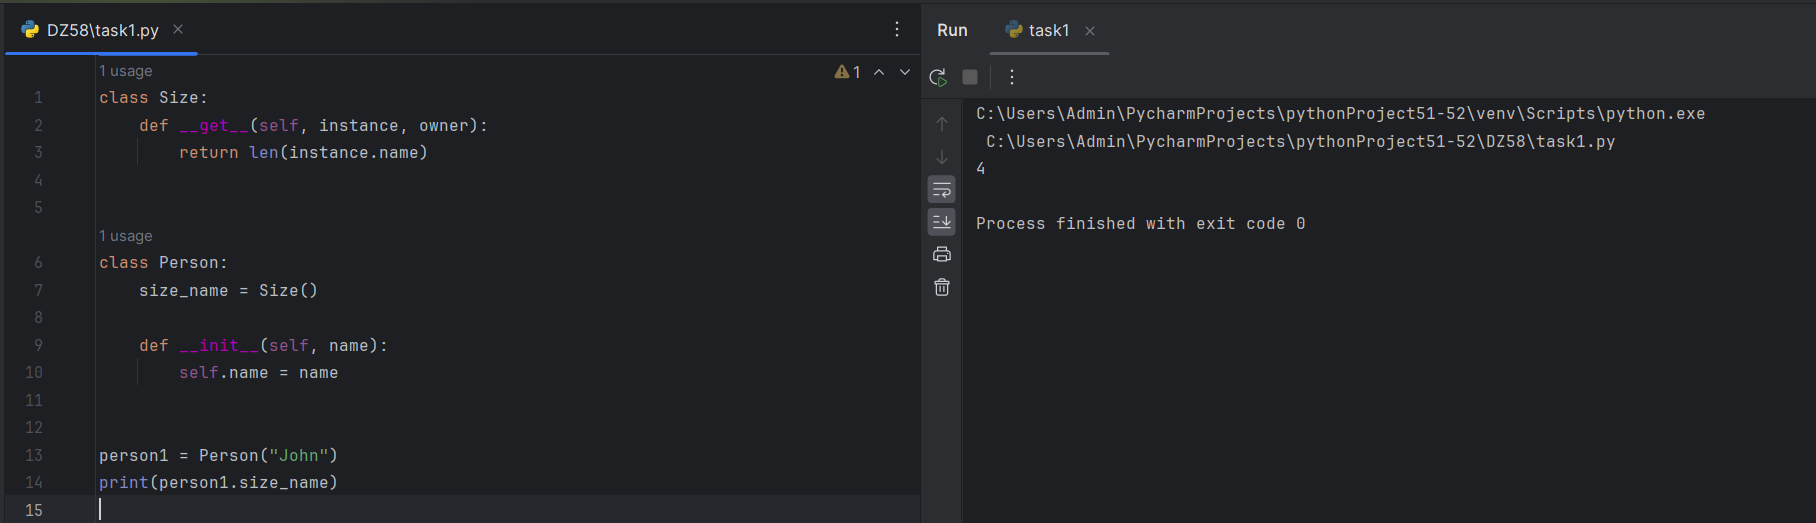 DZ58\task1.py
1 usage
1
1 class Size:
2 def __get__(self, instance, owner):
3 return len(instance.name)
4
5
1 usage
6 class Person:
7 size_name = Size()
8
9 def __init__(self, name):
10 self.name = name
11
12
13 person1 = Person("John")
14 print(person1.size_name)
15
Run
task1
C:\Users\Admin\PycharmProjects\pythonProject51-52\venv\Scripts\python.exe
C:\Users\Admin\PycharmProjects\pythonProject51-52\DZ58\task1.py
4
Process finished with exit code 0